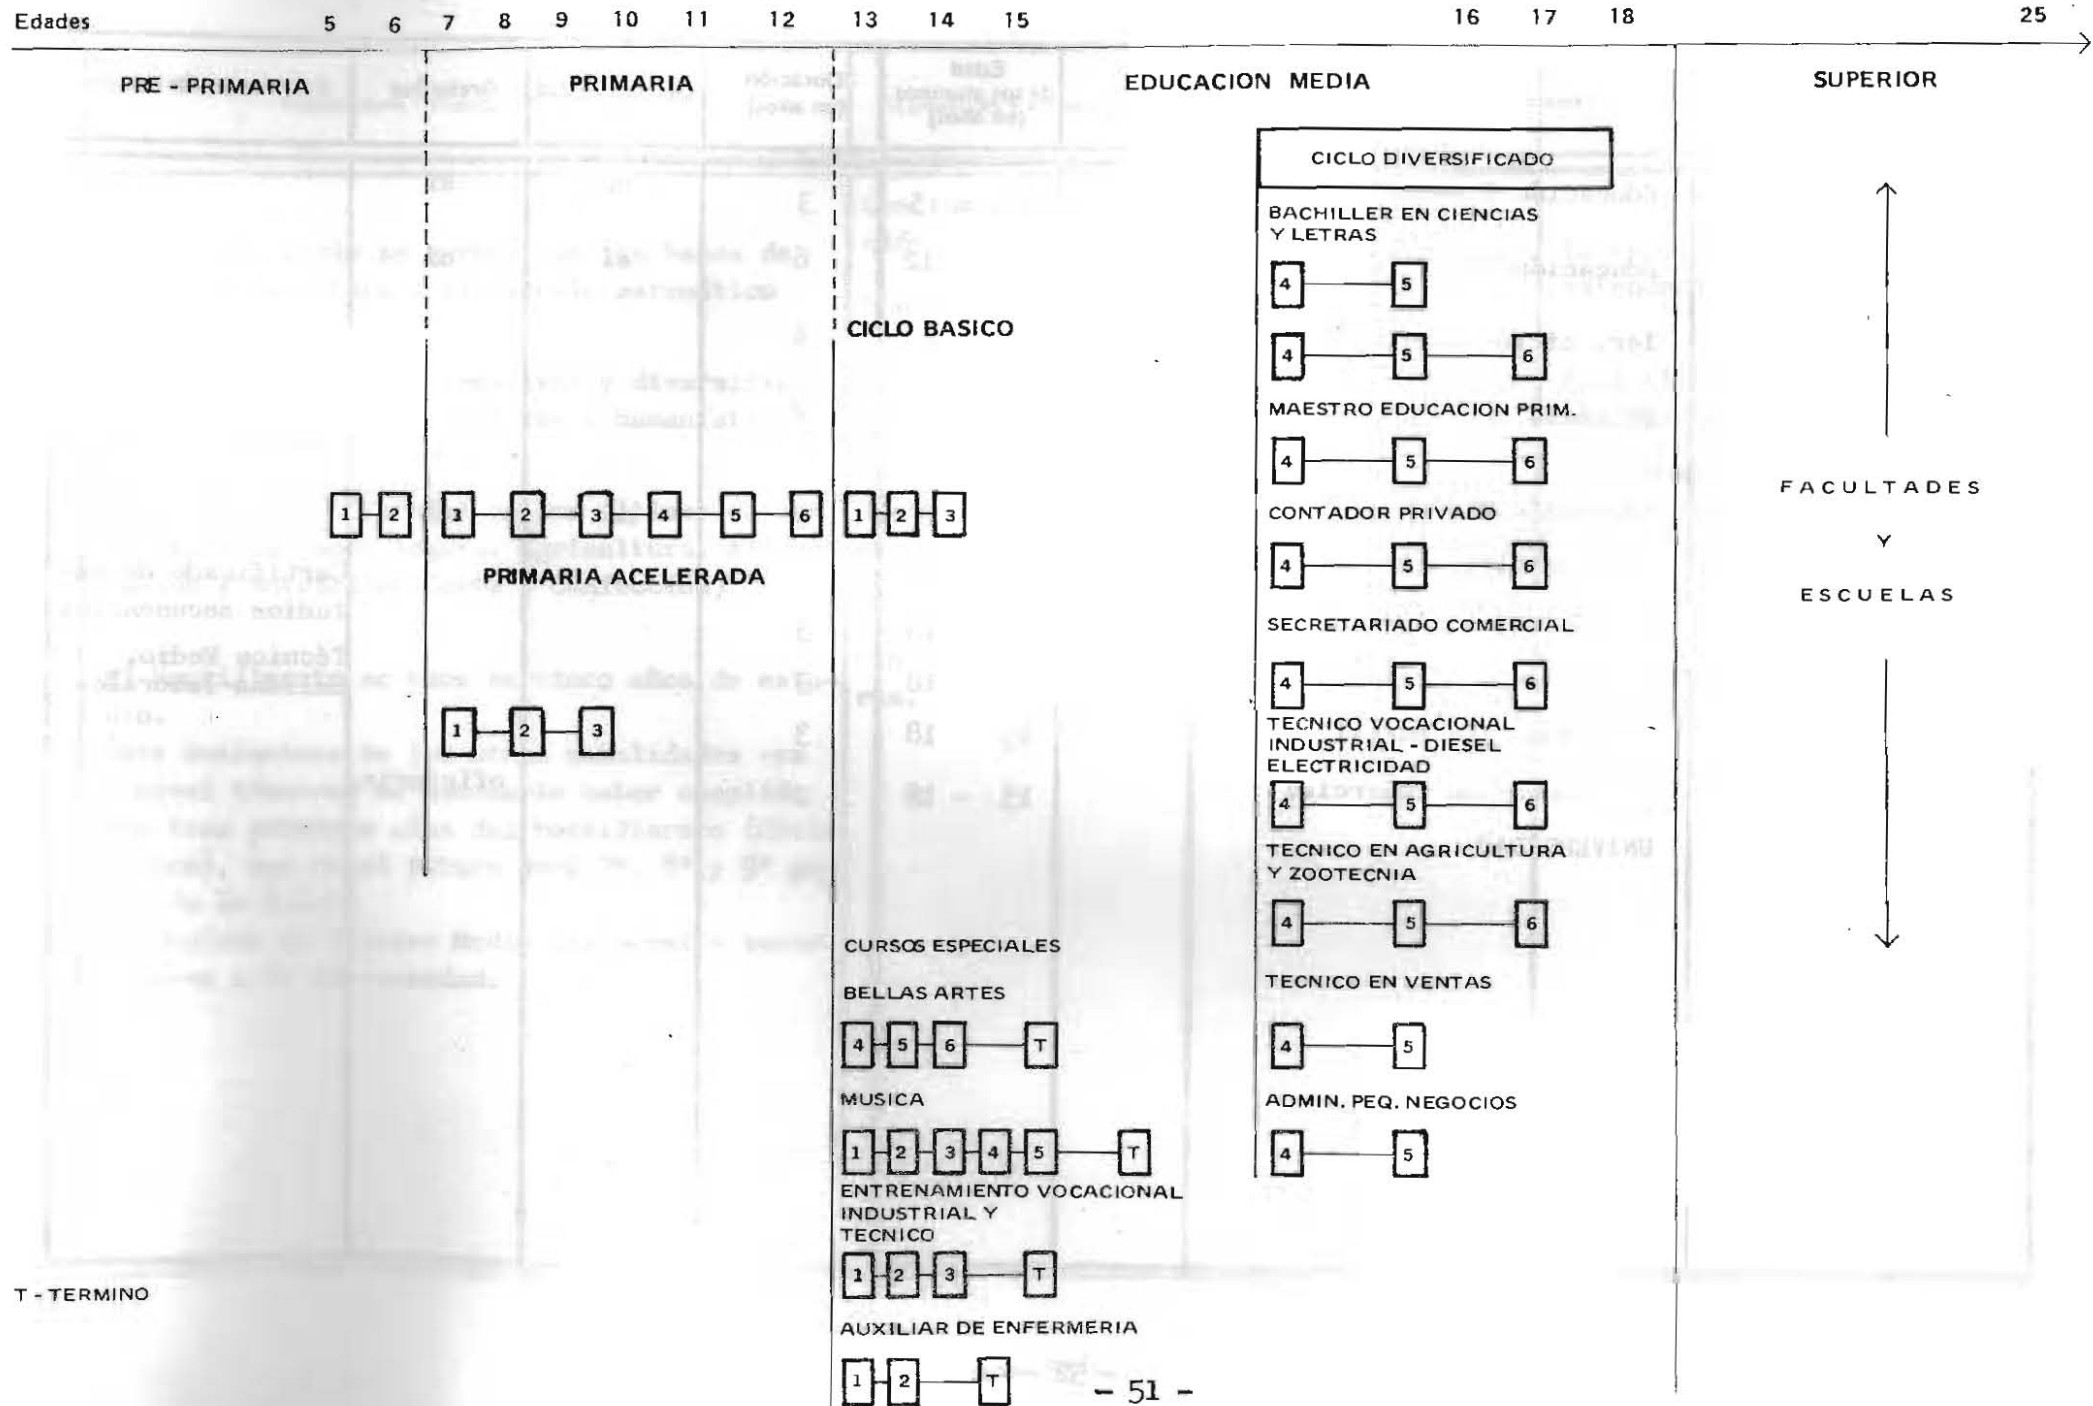 Edades 5 6 7 8 9 10 11 12 13 14 15 16 17 18 25
PRE - PRIMARIA PRIMARIA EDUCACION MEDIA SUPERIOR
CICLO DIVERSIFICADO
BACHILLER EN CIENCIAS
Y LETRAS
4 5
4 5 6
MAESTRO EDUCACION PRIM.
4 5 6
CONTADOR PRIVADO
4 5 6
SECRETARIADO COMERCIAL
4 5 6
TECNICO VOCACIONAL
INDUSTRIAL - DIESEL
ELECTRICIDAD
4 5 6
TECNICO EN AGRICULTURA
Y ZOOTECNIA
4 5 6
TECNICO EN VENTAS
4 5
ADMIN. PEQ. NEGOCIOS
4 5
CICLO BASICO
1 2 1 2 3 4 5 6 1 2 3
PRIMARIA ACELERADA
1 2 3
CURSOS ESPECIALES
BELLAS ARTES
4 5 6 T
MUSICA
1 2 3 4 5 T
ENTRENAMIENTO VOCACIONAL
INDUSTRIAL Y
TECNICO
1 2 3 T
AUXILIAR DE ENFERMERIA
1 2 T
FACULTADES
Y
ESCUELAS
T - TERMINO
- 51 -